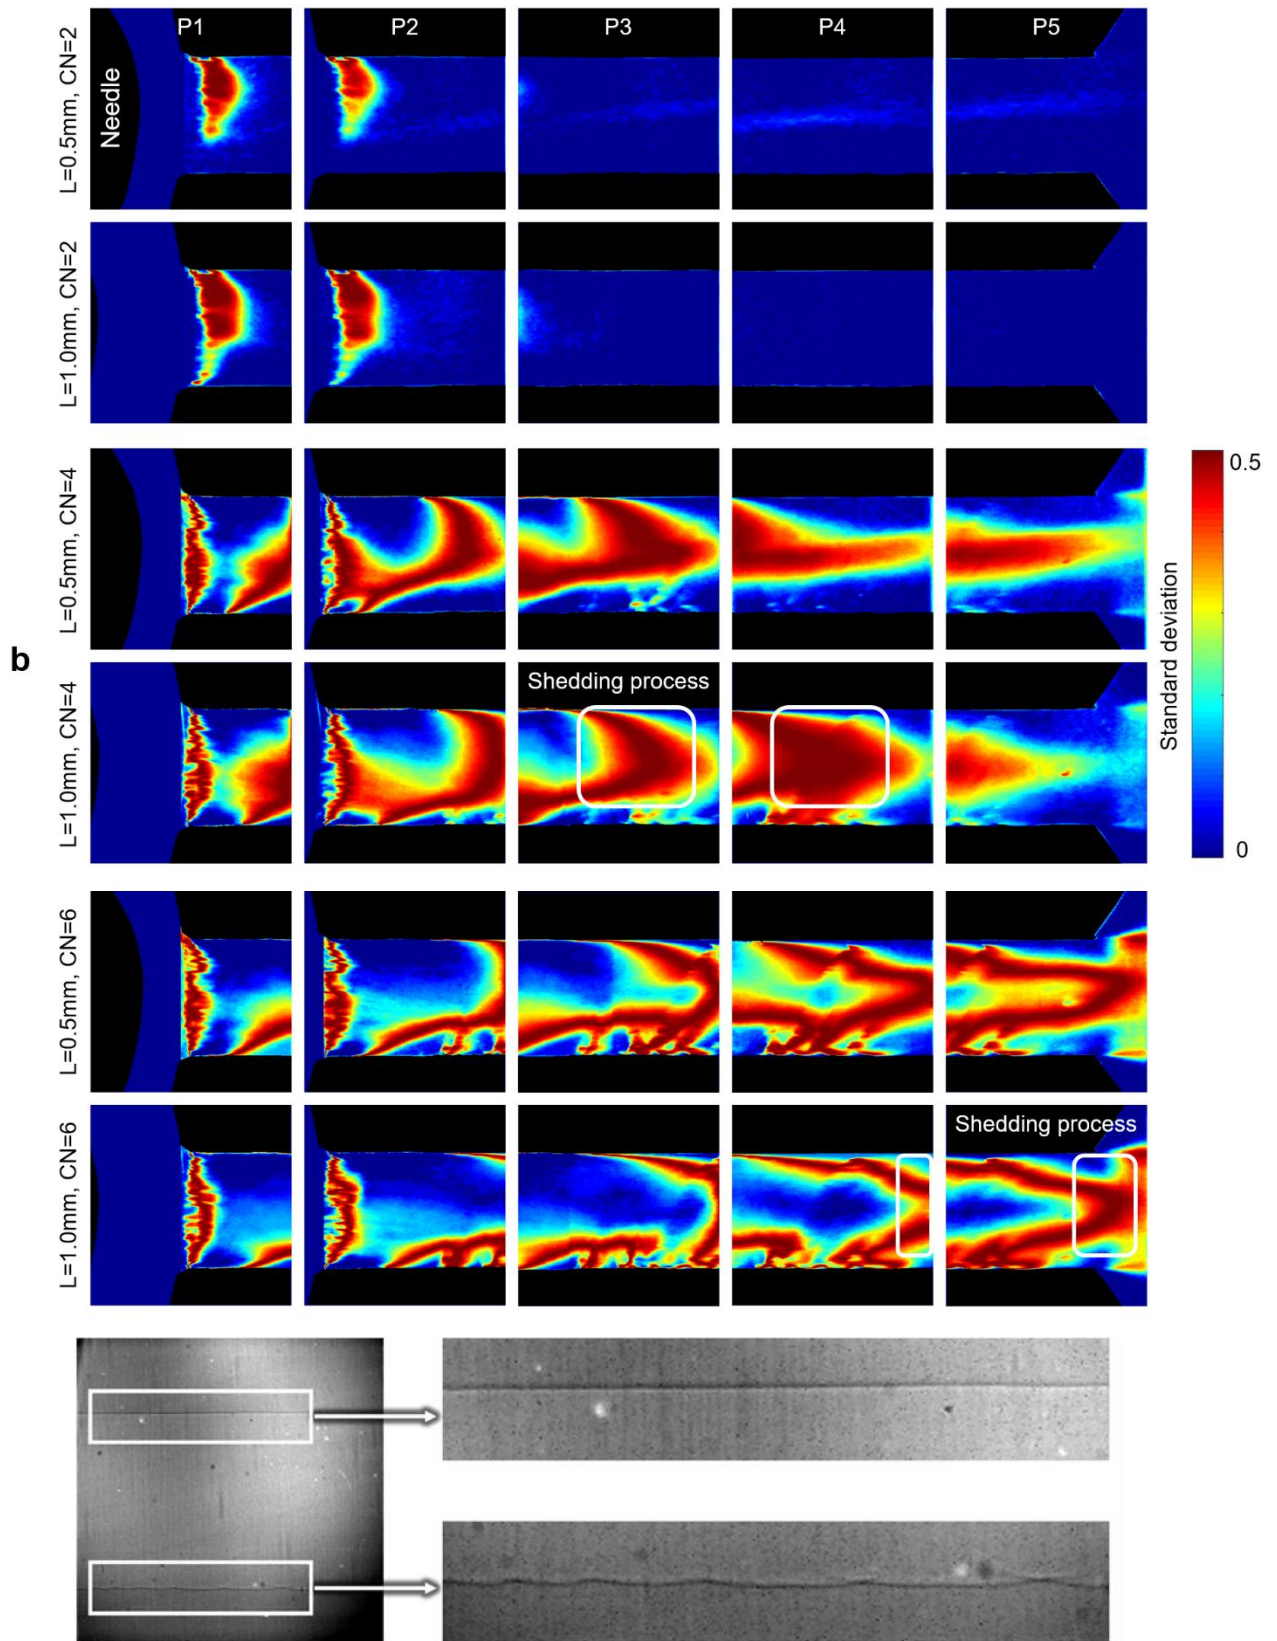 P1
P2
P3
P4
P5
L=0.5mm, CN=2
Needle
L=1.0mm, CN=2
L=0.5mm, CN=4
0.5
Standard deviation
0
b
L=1.0mm, CN=4
Shedding process
L=0.5mm, CN=6
L=1.0mm, CN=6
Shedding process